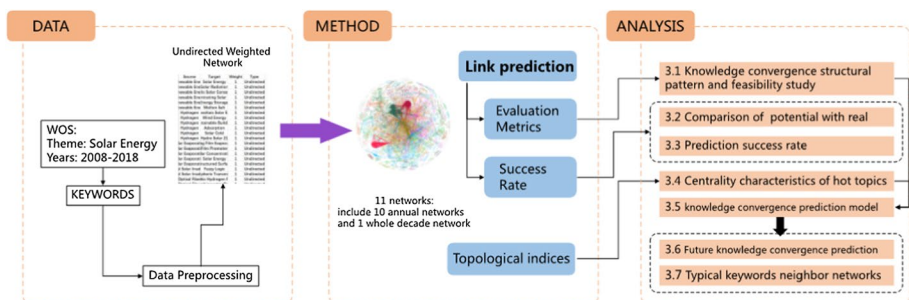 DATA
METHOD
ANALYSIS
Undirected Weighted
Network
Source Target Weight Type
WOS:
Theme: Solar Energy
Years: 2008-2018
KEYWORDS
Data Preprocessing
11 networks:
include 10 annual networks
and 1 whole decade network
Link prediction
Evaluation
Metrics
Success
Rate
Topological indices
3.1 Knowledge convergence structural
pattern and feasibility study
3.2 Comparison of potential with real
3.3 Prediction success rate
3.4 Centrality characteristics of hot topics
3.5 knowledge convergence prediction model
3.6 Future knowledge convergence prediction
3.7 Typical keywords neighbor networks